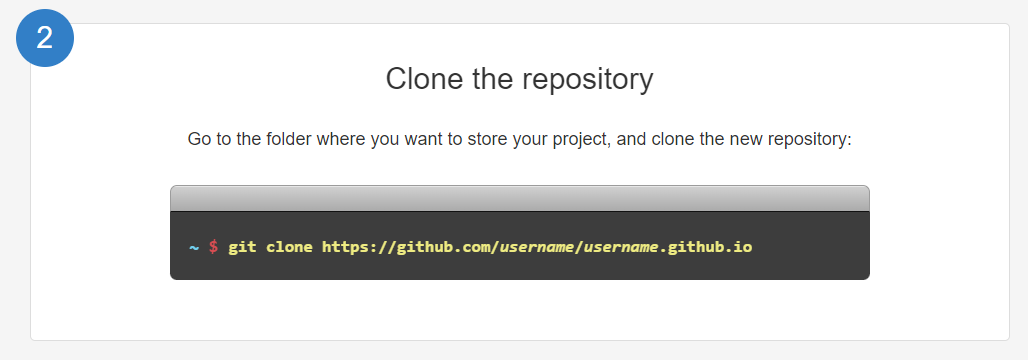 2
Clone the repository
Go to the folder where you want to store your project, and clone the new repository:
~ $ git clone https://github.com/username/username.github.io